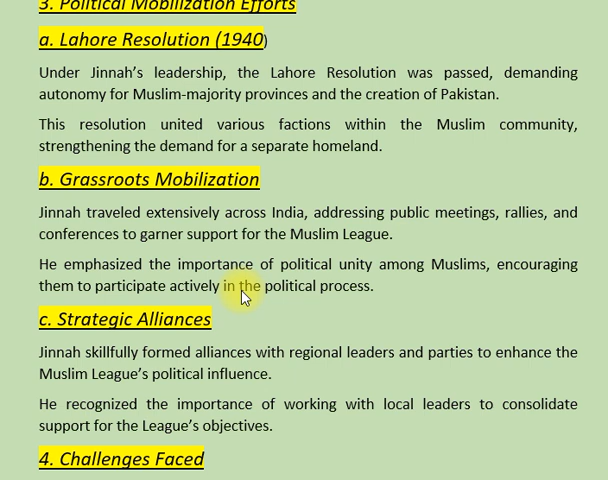 3. Political Mobilization Efforts
a. Lahore Resolution (1940)
Under Jinnah’s leadership, the Lahore Resolution was passed, demanding
autonomy for Muslim-majority provinces and the creation of Pakistan.
This resolution united various factions within the Muslim community,
strengthening the demand for a separate homeland.
b. Grassroots Mobilization
Jinnah traveled extensively across India, addressing public meetings, rallies, and
conferences to garner support for the Muslim League.
He emphasized the importance of political unity among Muslims, encouraging
them to participate actively in the political process.
c. Strategic Alliances
Jinnah skillfully formed alliances with regional leaders and parties to enhance the
Muslim League’s political influence.
He recognized the importance of working with local leaders to consolidate
support for the League’s objectives.
4. Challenges Faced